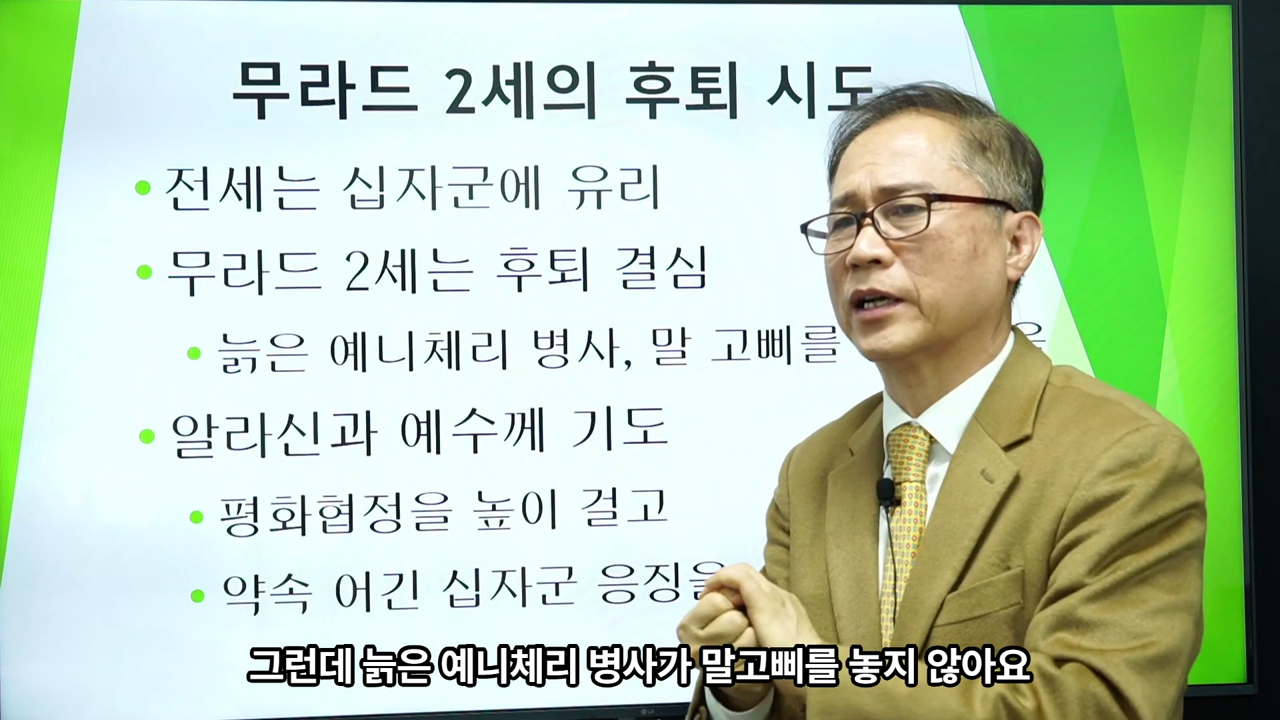 무라드 2세의 후퇴 시도
• 전세는 십자군에 유리
• 무라드 2세는 후퇴 결심
• 늙은 예니체리 병사, 말 고삐를
• 알라신과 예수께 기도
• 평화협정을 높이 걸고
• 약속 어긴 십자군 응징을
그런데 늙은 예니체리 병사가 말고삐를 놓지 않아요
LG